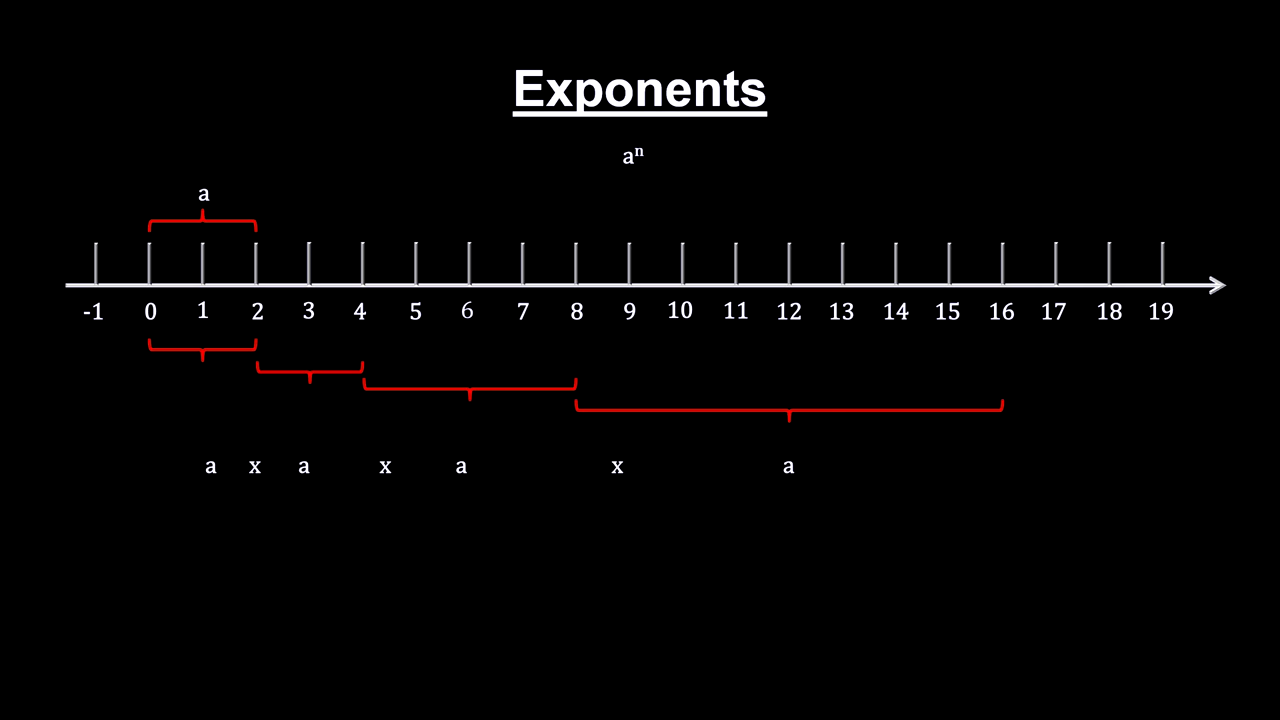 Exponents
aⁿ
a
-1 0 1 2 3 4 5 6 7 8 9 10 11 12 13 14 15 16 17 18 19
a x a x a x a